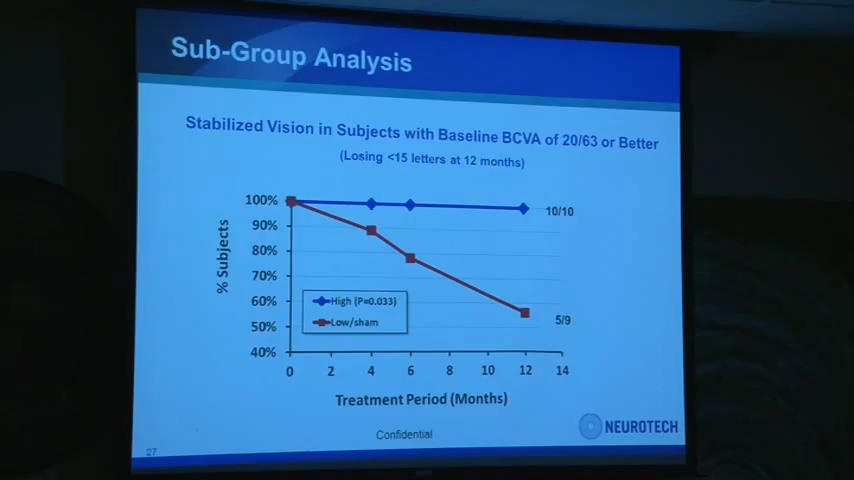 Sub-Group Analysis
Stabilized Vision in Subjects with Baseline BCVA of 20/63 or Better
(Losing <15 letters at 12 months)
100%
90%
80%
70%
60%
50%
40%
% Subjects
10/10
5/9
High (P=0.033)
Low/sham
0 2 4 6 8 10 12 14
Treatment Period (Months)
Confidential
NEUROTECH
27